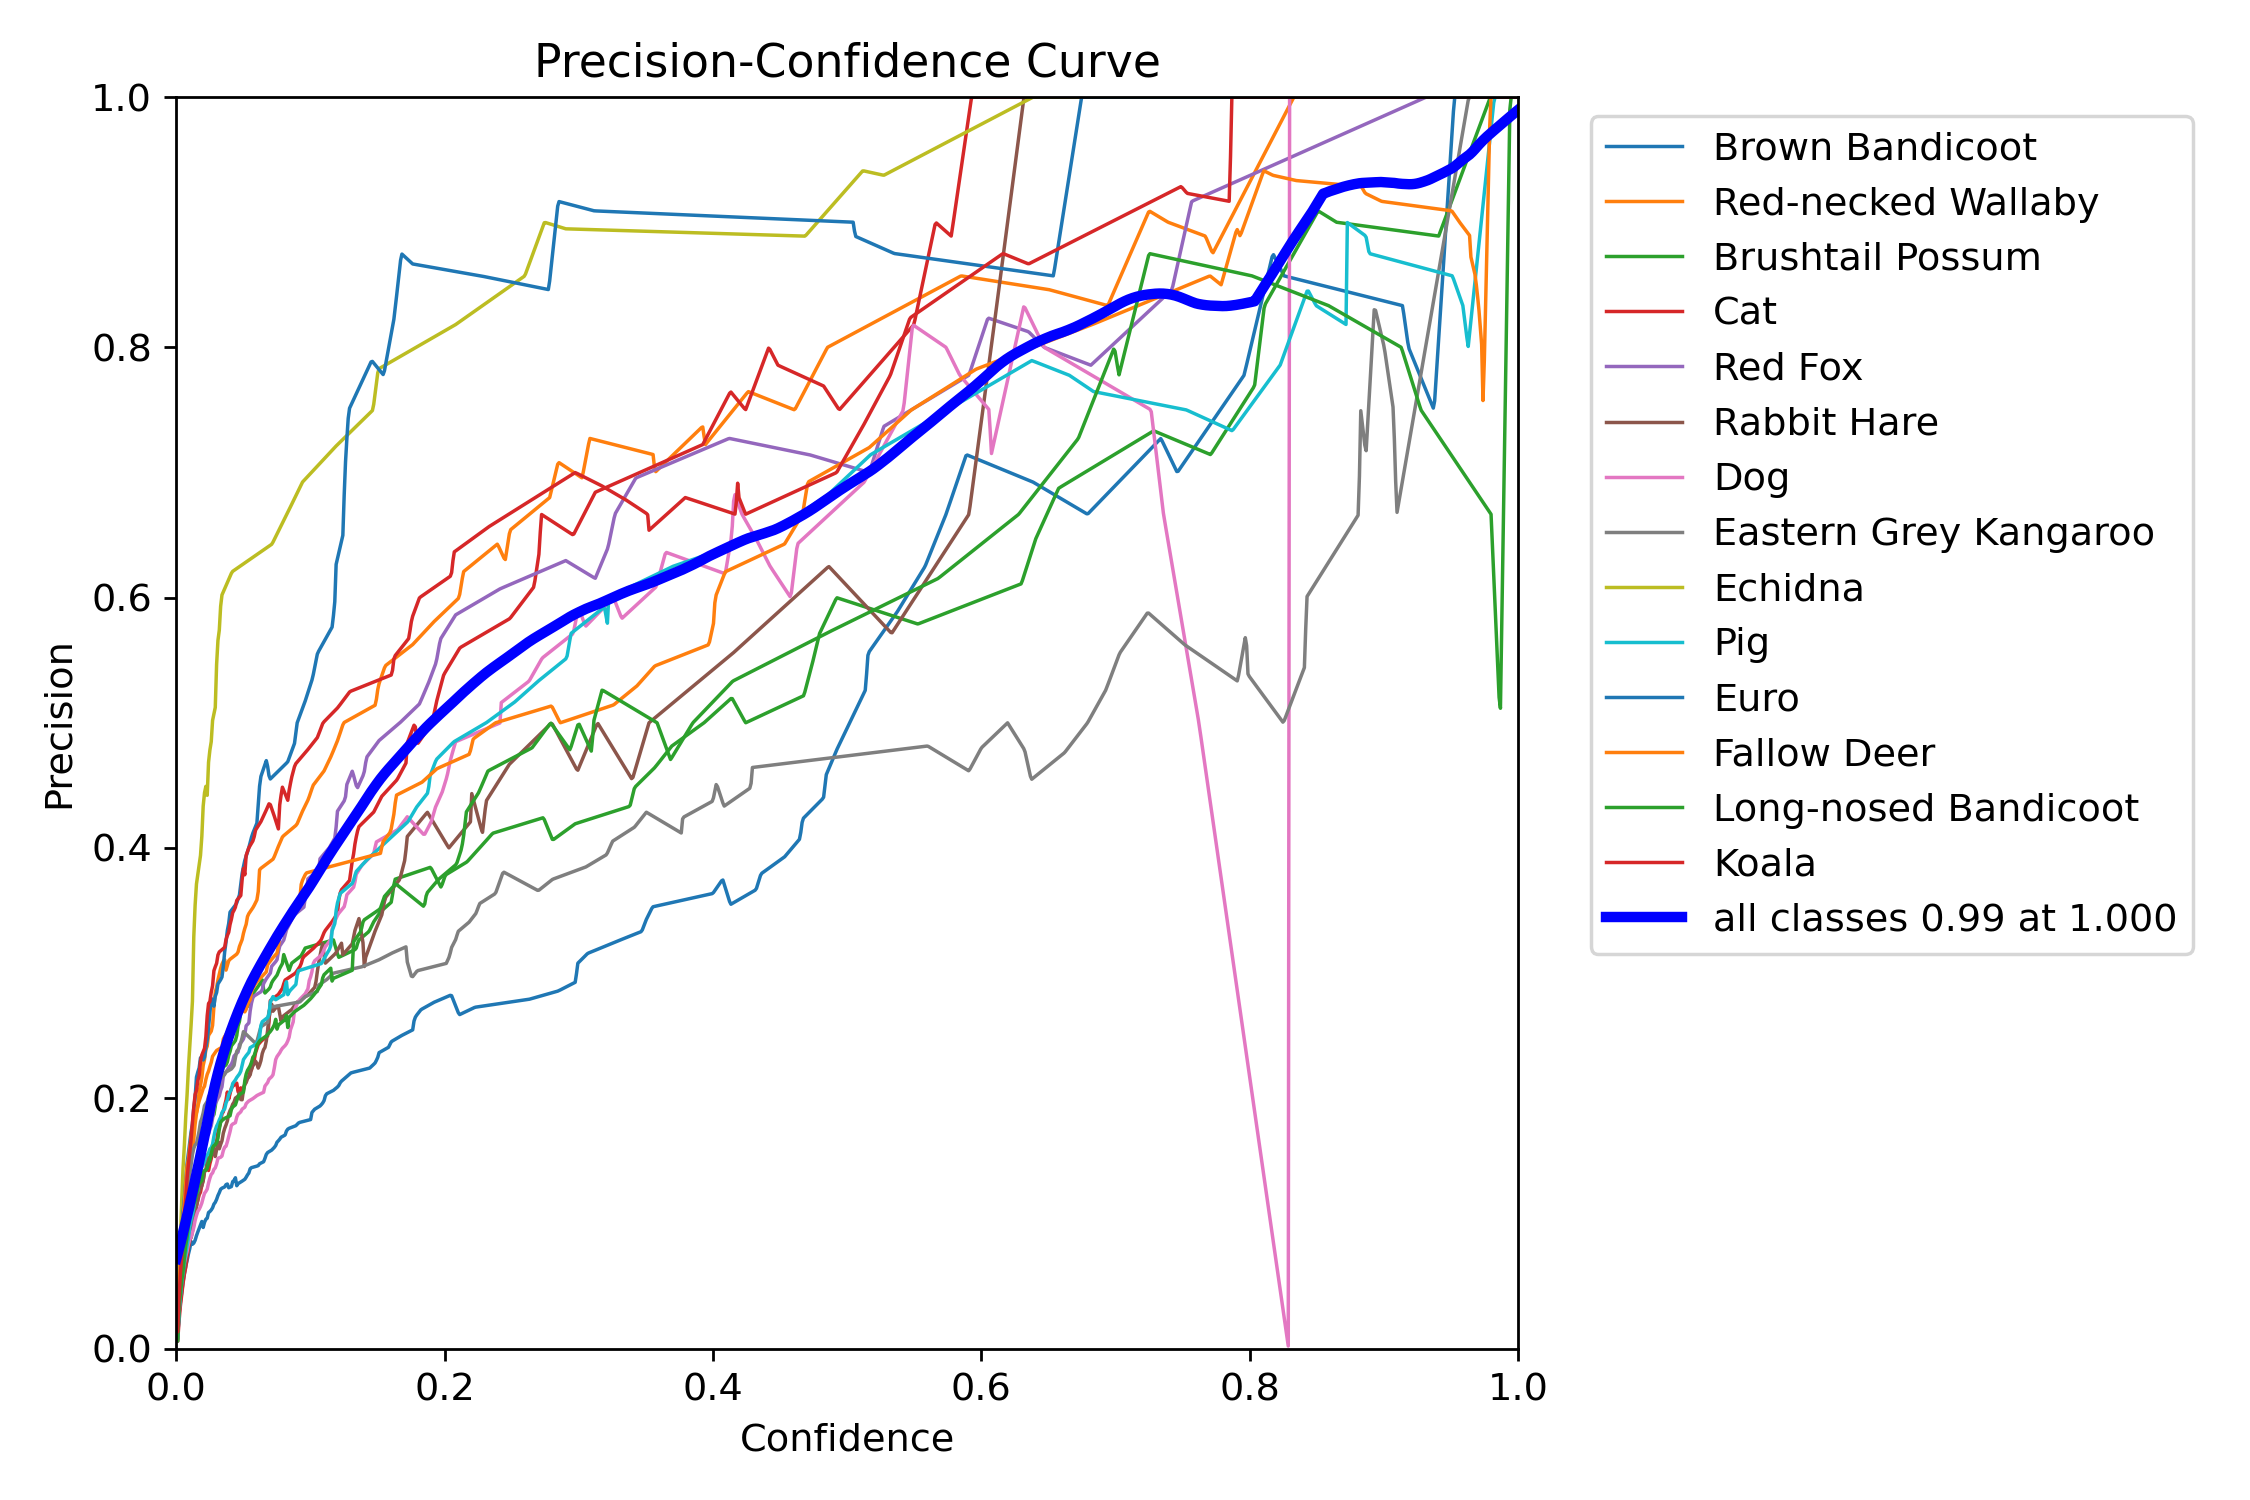 Precision-Confidence Curve
1.0
0.8
0.6
0.4
0.2
0.0
Precision
0.0 0.2 0.4 0.6 0.8 1.0
Confidence
Brown Bandicoot
Red-necked Wallaby
Brushtail Possum
Cat
Red Fox
Rabbit Hare
Dog
Eastern Grey Kangaroo
Echidna
Pig
Euro
Fallow Deer
Long-nosed Bandicoot
Koala
all classes 0.99 at 1.000